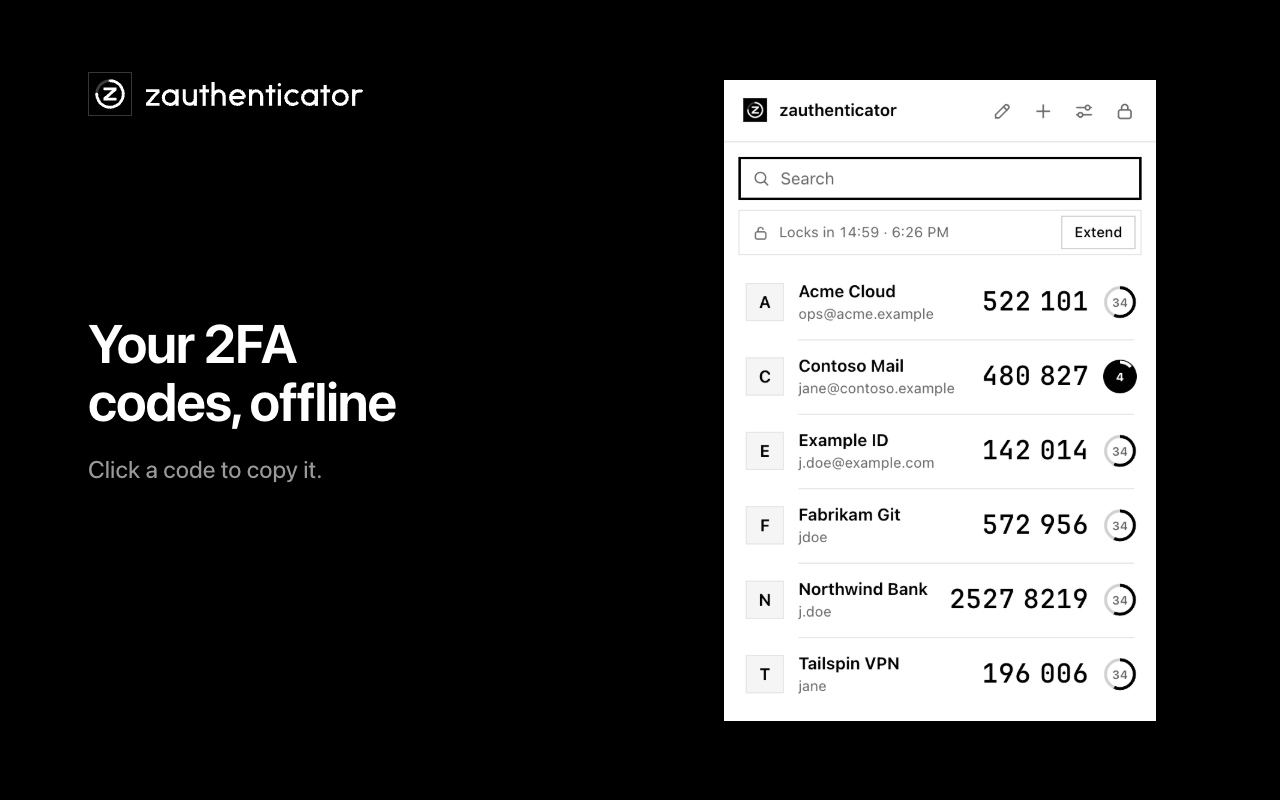 zauthenticator
Your 2FA
codes, offline
Click a code to copy it.
zauthenticator
Search
Locks in 14:59 · 6:26 PM
Extend
A
Acme Cloud
ops@acme.example
522 101
34
C
Contoso Mail
jane@contoso.example
480 827
4
E
Example ID
j.doe@example.com
142 014
34
F
Fabrikam Git
jdoe
572 956
34
N
Northwind Bank
j.doe
2527 8219
34
T
Tailspin VPN
jane
196 006
34